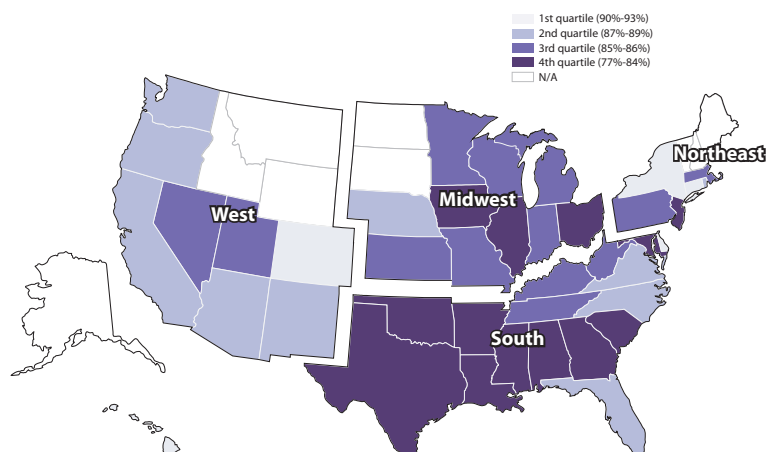 1st quartile (90%-93%)
2nd quartile (87%-89%)
3rd quartile (85%-86%)
4th quartile (77%-84%)
N/A
Northeast
Midwest
West
South